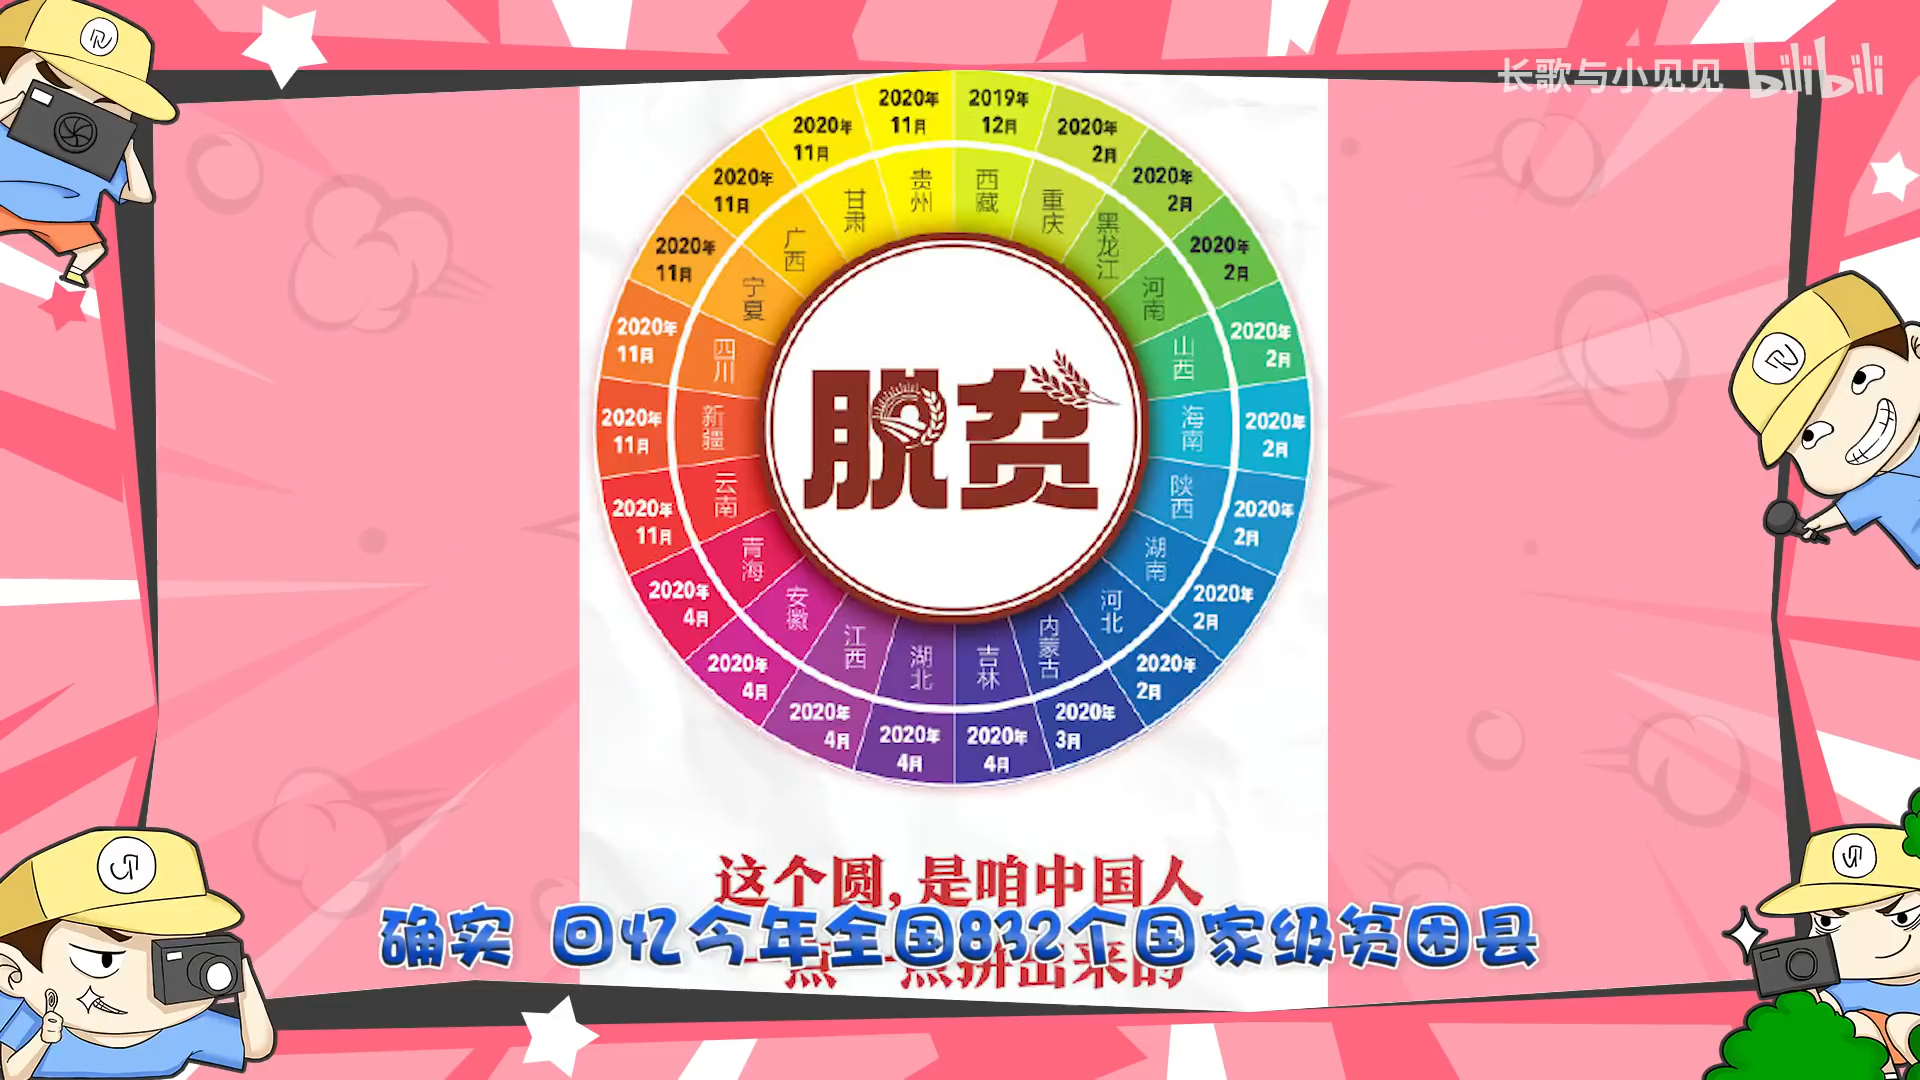 长歌与小见见 bilibili
2019年
12月
西藏
2020年
2月
重庆
2020年
2月
黑龙江
2020年
2月
河南
2020年
2月
山西
2020年
2月
海南
2020年
2月
陕西
2020年
2月
湖南
2020年
2月
河北
2020年
3月
内蒙古
2020年
4月
吉林
2020年
4月
湖北
2020年
4月
江西
2020年
4月
安徽
2020年
4月
青海
2020年
11月
云南
2020年
11月
新疆
2020年
11月
四川
2020年
11月
宁夏
2020年
11月
广西
2020年
11月
甘肃
2020年
11月
贵州
脱贫
这个圆,是咱中国人
一点一点拼出来的
确实 回忆今年全国832个国家级贫困县